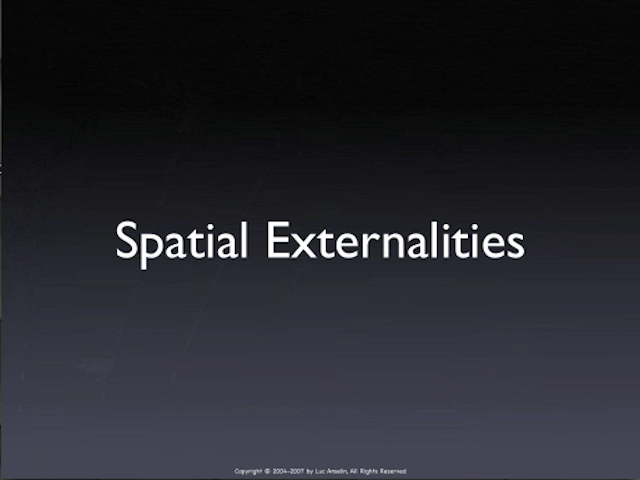 Spatial Externalities
Copyright © 2004-2007 by Luc Anselin, All Rights Reserved